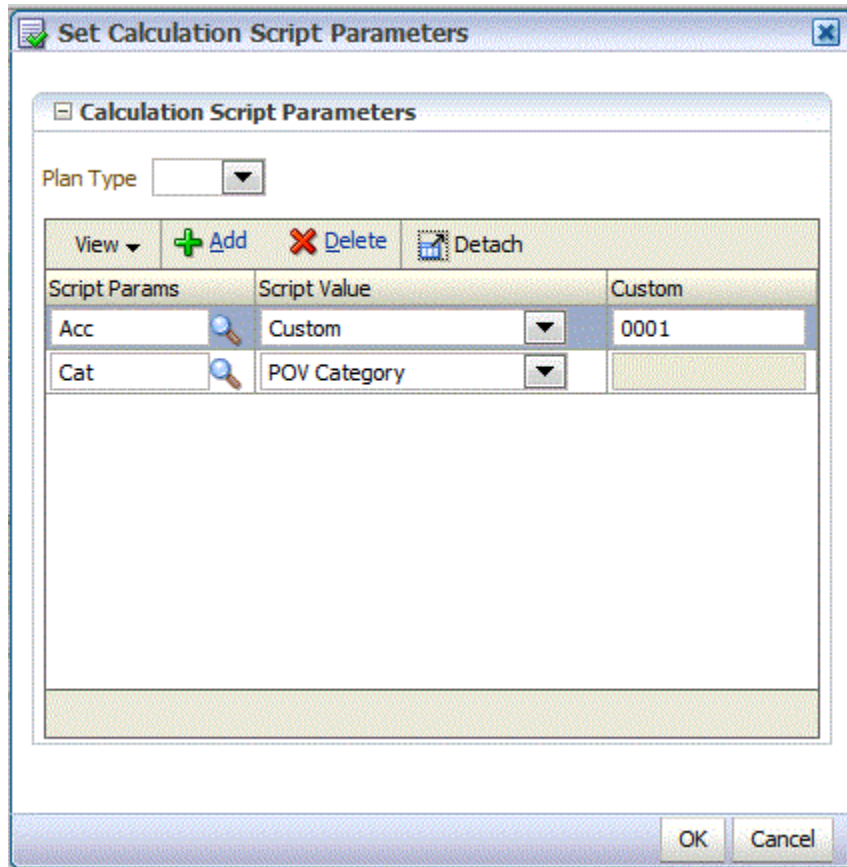 Set Calculation Script Parameters
Calculation Script Parameters
Plan Type
View Add Delete Detach
Script Params Script Value Custom
Acc Custom 0001
Cat POV Category
OK Cancel